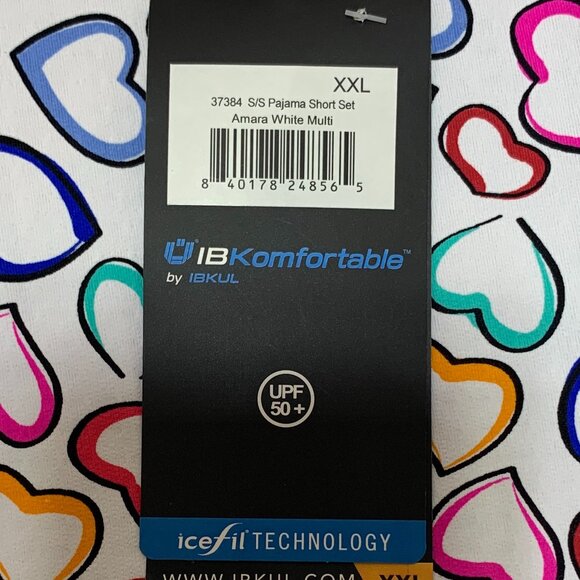 XXL
37384 S/S Pajama Short Set
Amara White Multi
8 40178 24856 5
IBKomfortable™
by IBKUL
UPF
50+
icefil® TECHNOLOGY
WWW.IBKUL.COM XXL